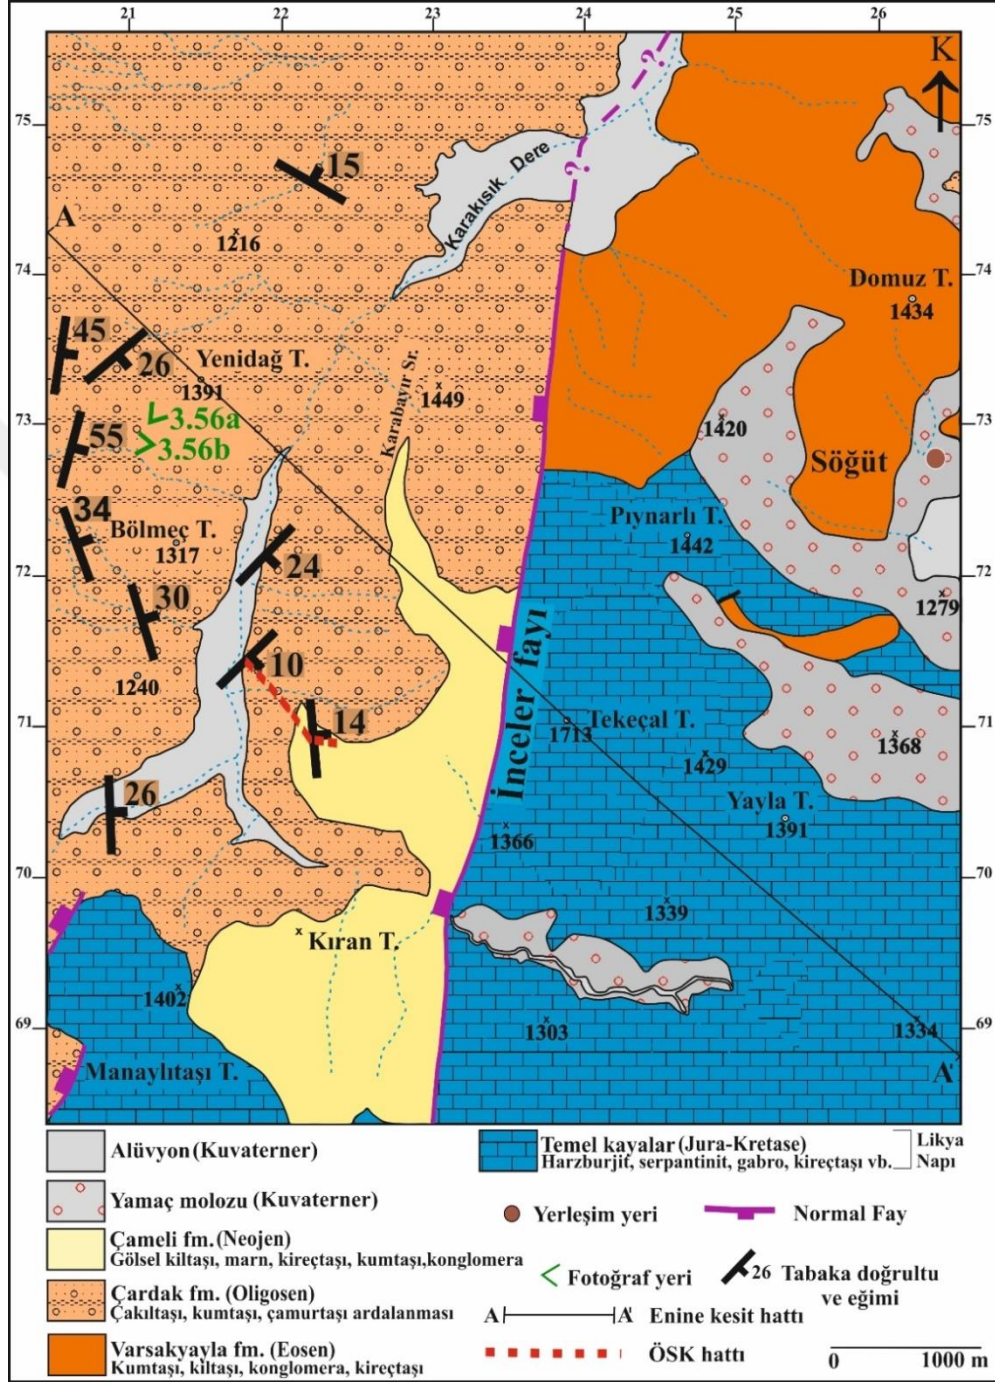 21 22 23 24 25 26
K
75 75
?
?
15
Karakısık Dere
A
1216
74 74
Domuz T.
1434
45
26
Yenidağ T.
1391
Karabayır Sr.
1449
3.56a
73 73
1420
55
3.56b
Söğüt
34
Bölmeç T.
1317
Pıynarlı T.
1442
24
72 72
30
1279
İnceler fayı
10
1240
14
71 71
Tekeçal T.
1713
1368
1429
26
Yayla T.
1391
1366
70 70
1339
Kıran T.
1402
69 69
1303
1334
Manaylıtaşı T.
A'
Alüvyon (Kuvaterner)
Yamaç molozu (Kuvaterner)
Çameli fm. (Neojen)
Gölsel kiltaşı, marn, kireçtaşi, kumtaşı,konglomera
Çardak fm. (Oligosen)
Çakıltaşı, kumtaşı, çamurtaşı ardalanması
Varsakyayla fm. (Eosen)
Kumtaşı, kiltaşı, konglomera, kireçtaşı
Temel kayalar (Jura-Kretase)
Harzburjit, serpantinit, gabro, kireçtaşı vb.
Likya
Napı
Yerleşim yeri
Normal Fay
Fotoğraf yeri
26 Tabaka doğrultu
ve eğimi
A A' Enine kesit hattı
ÖSK hattı
0 1000 m